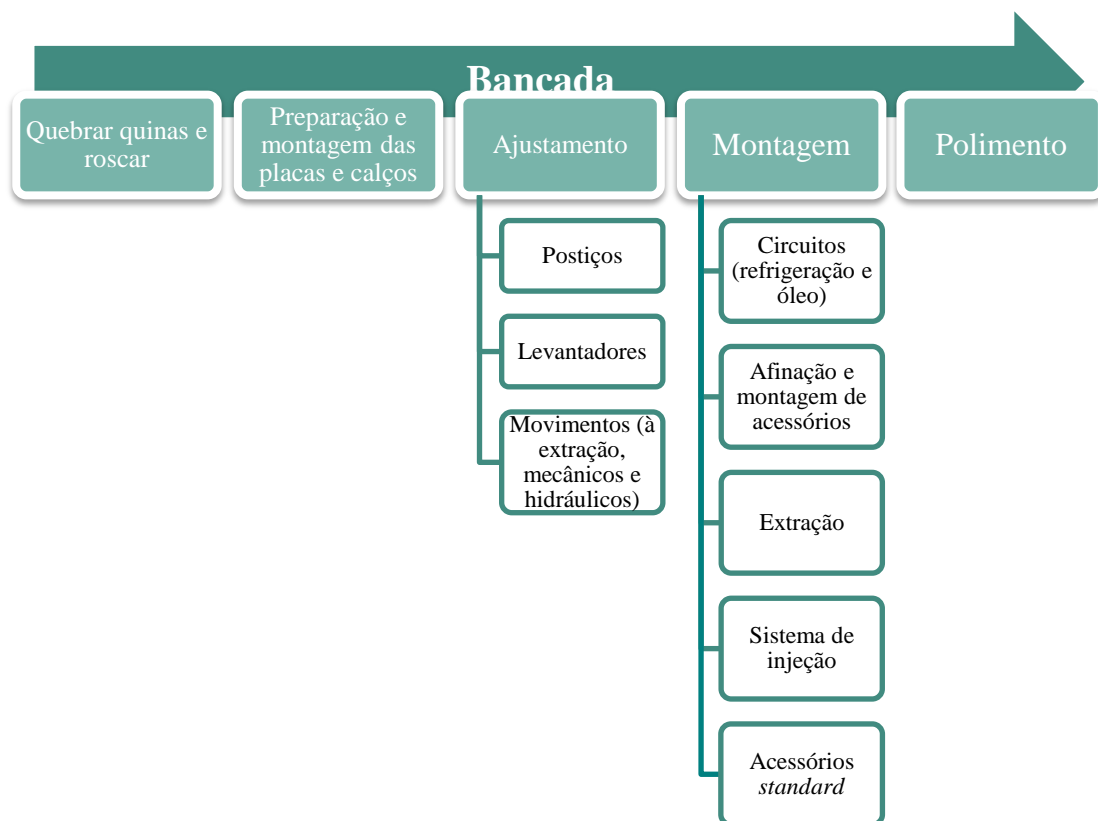 Bancada
Quebrar quinas e
roscar
Preparação e
montagem das
placas e calços
Ajustamento
Montagem
Polimento
Postiços
Levantadores
Movimentos (à
extração,
mecânicos e
hidráulicos)
Circuitos
(refrigeração e
óleo)
Afinação e
montagem de
acessórios
Extração
Sistema de
injeção
Acessórios
standard